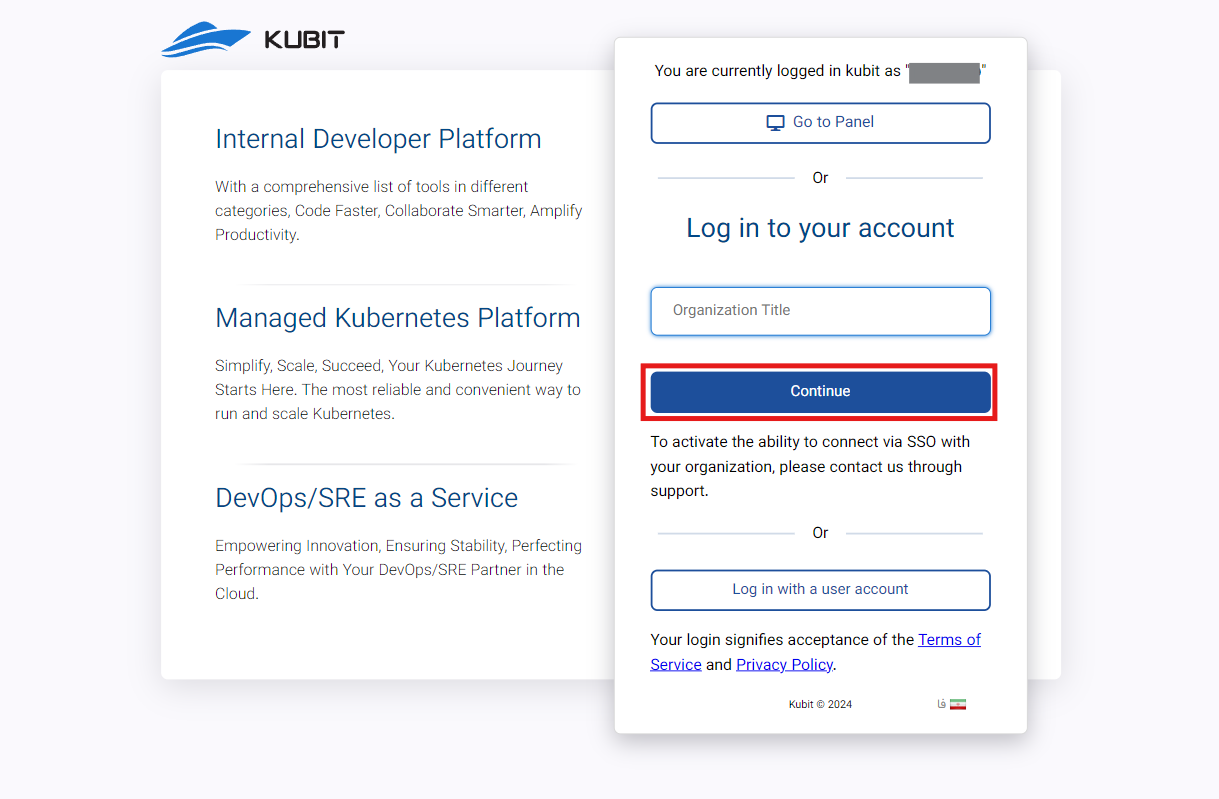 KUBIT
Internal Developer Platform
With a comprehensive list of tools in different
categories, Code Faster, Collaborate Smarter, Amplify
Productivity.
Managed Kubernetes Platform
Simplify, Scale, Succeed, Your Kubernetes Journey
Starts Here. The most reliable and convenient way to
run and scale Kubernetes.
DevOps/SRE as a Service
Empowering Innovation, Ensuring Stability, Perfecting
Performance with Your DevOps/SRE Partner in the
Cloud.
You are currently logged in kubit as " "
Go to Panel
Or
Log in to your account
Organization Title
Continue
To activate the ability to connect via SSO with
your organization, please contact us through
support.
Or
Log in with a user account
Your login signifies acceptance of the Terms of
Service and Privacy Policy.
Kubit © 2024
فا